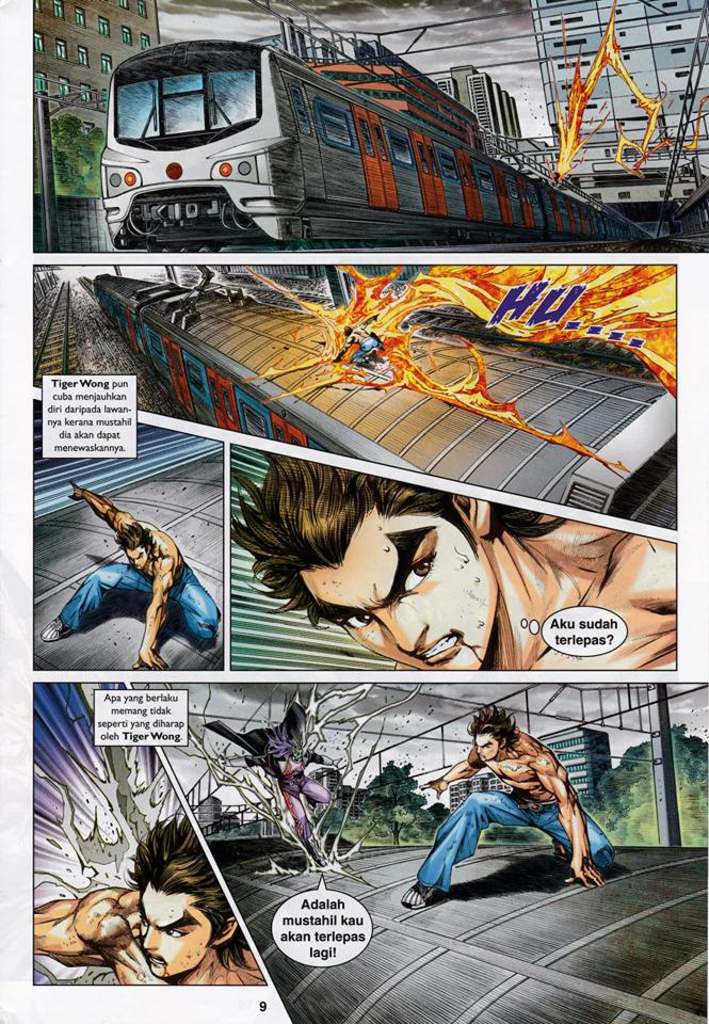 HU.....
Tiger Wong pun
cuba menjauhkan
diri daripada lawan-
nya kerana mustahil
dia akan dapat
menewaskannya.
Aku sudah
terlepas?
Apa yang berlaku
memang tidak
seperti yang diharap
oleh Tiger Wong.
Adalah
mustahil kau
akan terlepas
lagi!
9